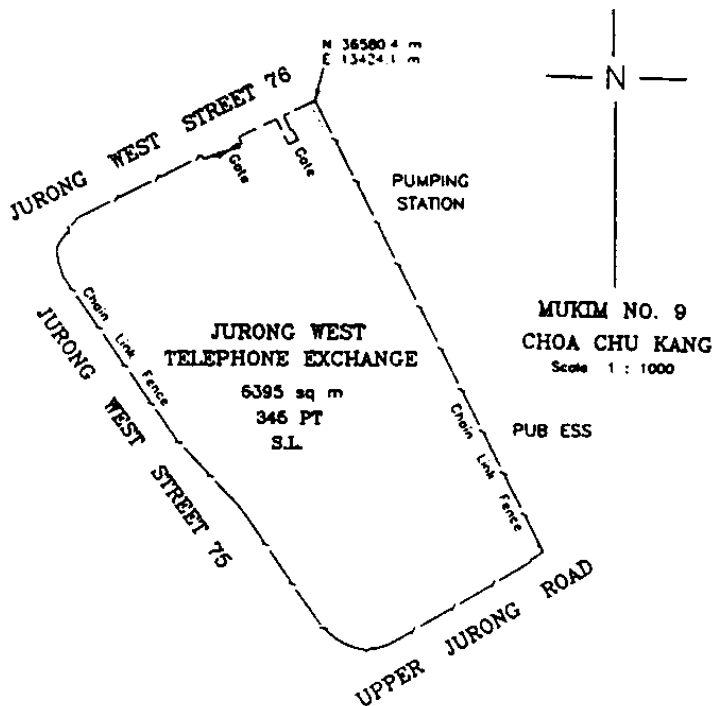 N 36580.4 m
E 13424.1 m
JURONG WEST STREET 76
N
Gate
Gate
PUMPING
STATION
Chain Link Fence
JURONG WEST STREET 75
JURONG WEST
TELEPHONE EXCHANGE
6395 sq m
346 PT
S.L.
MUKIM NO. 9
CHOA CHU KANG
Scale 1 : 1000
Chain Link Fence
PUB ESS
UPPER JURONG ROAD